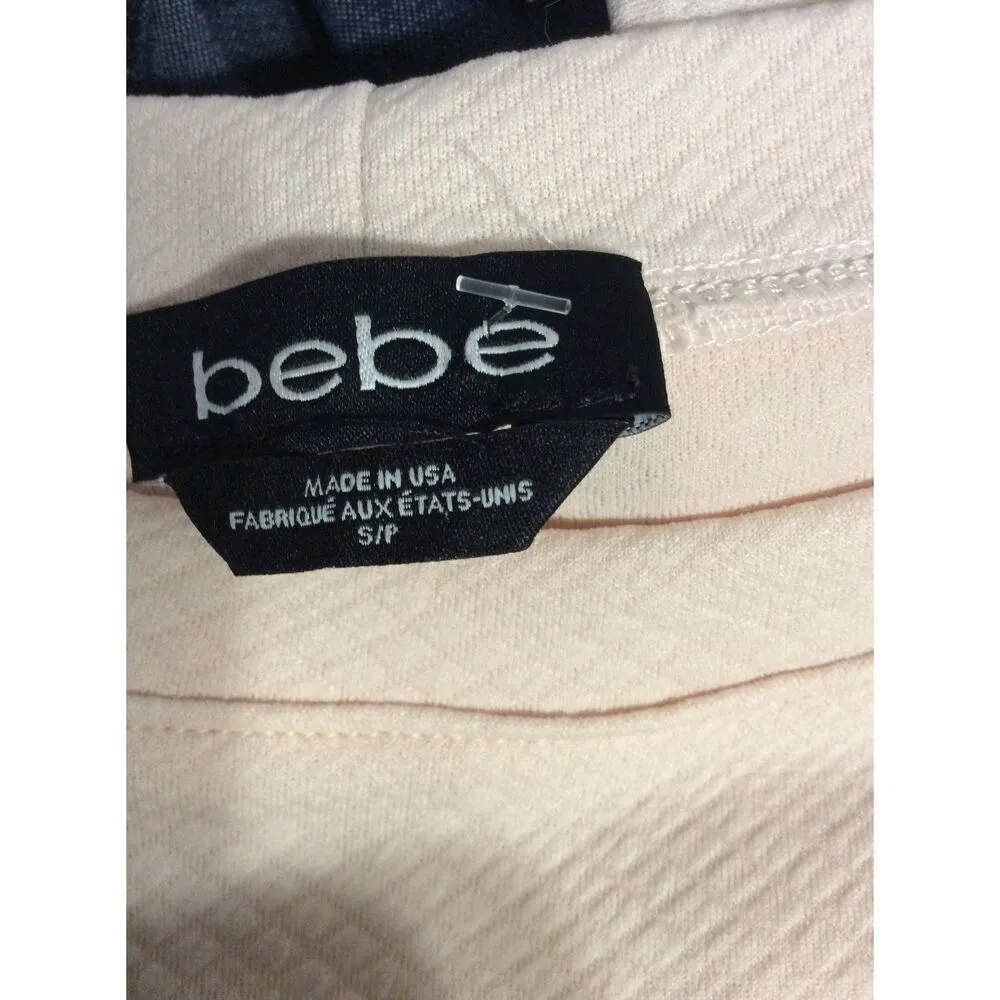 bebe
MADE IN USA
FABRIQUÉ AUX ÉTATS-UNIS
S/P